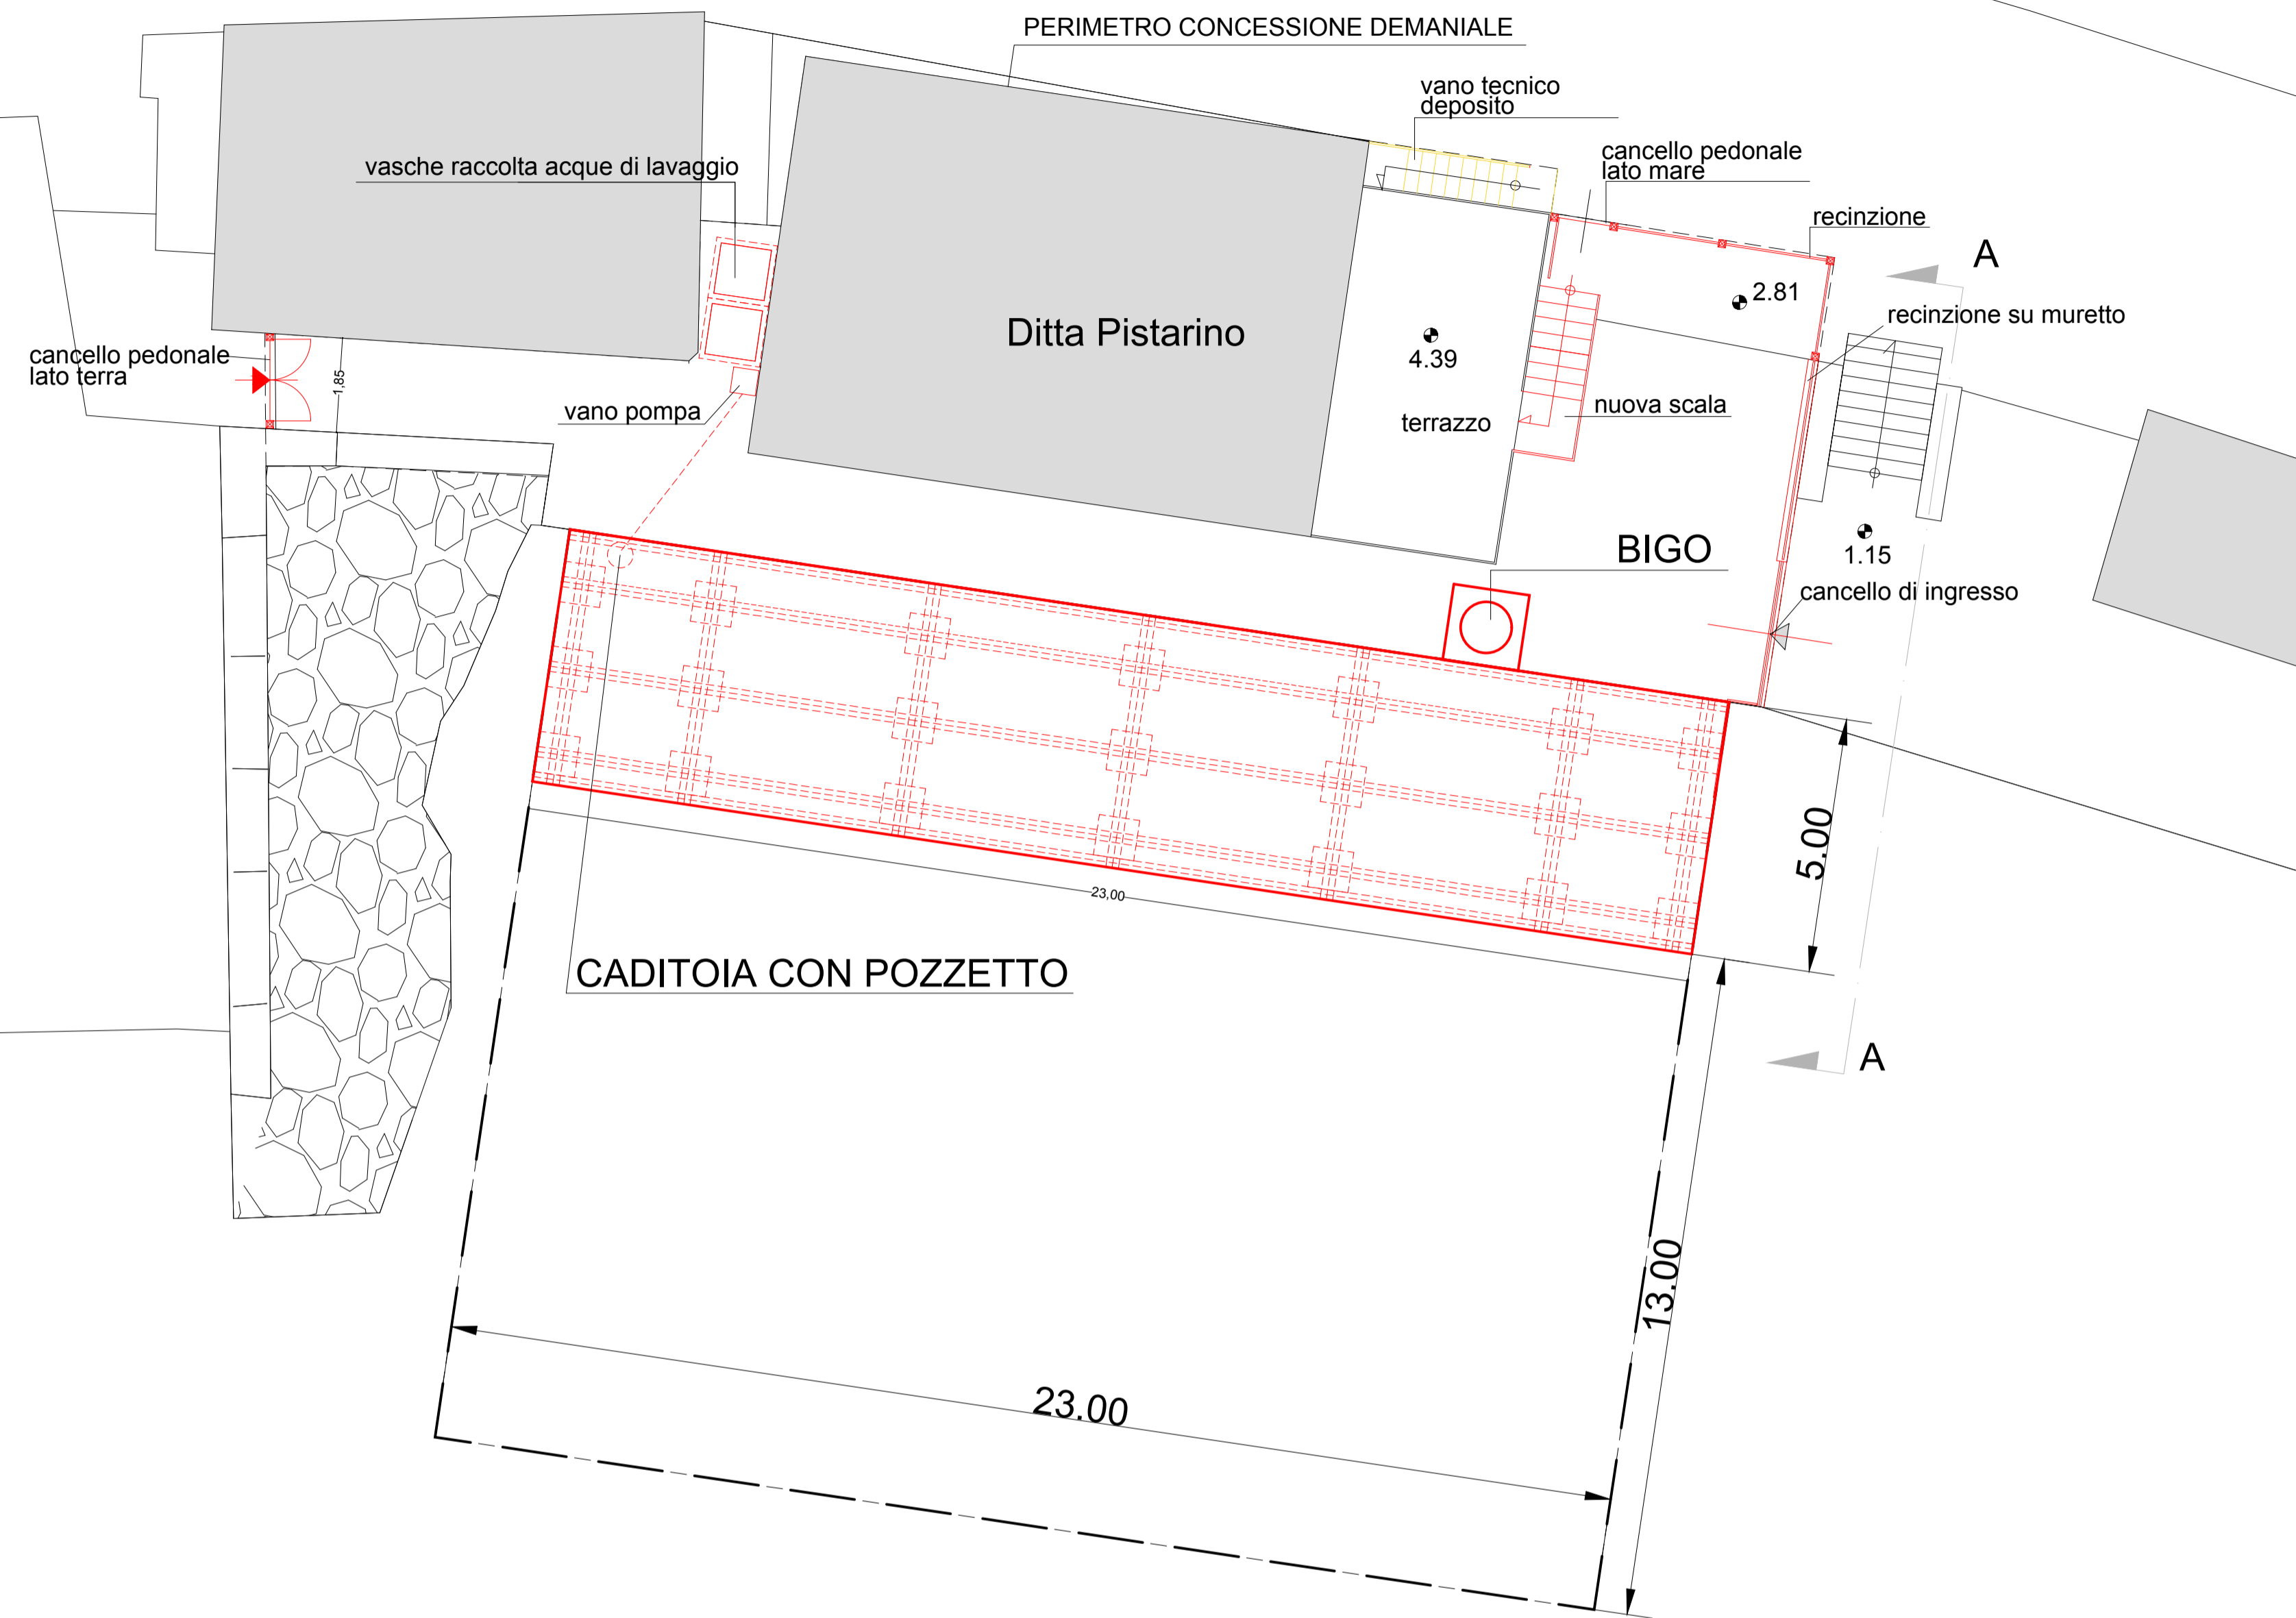 PERIMETRO CONCESSIONE DEMANIALE
vano tecnico
deposito
cancello pedonale
lato mare
vasche raccolta acque di lavaggio
recinzione
A
2.81
recinzione su muretto
Ditta Pistarino
4.39
cancello pedonale
lato terra
1,85
vano pompa
nuova scala
terrazzo
BIGO
1.15
cancello di ingresso
5.00
23,00
CADITOIA CON POZZETTO
A
13.00
23.00